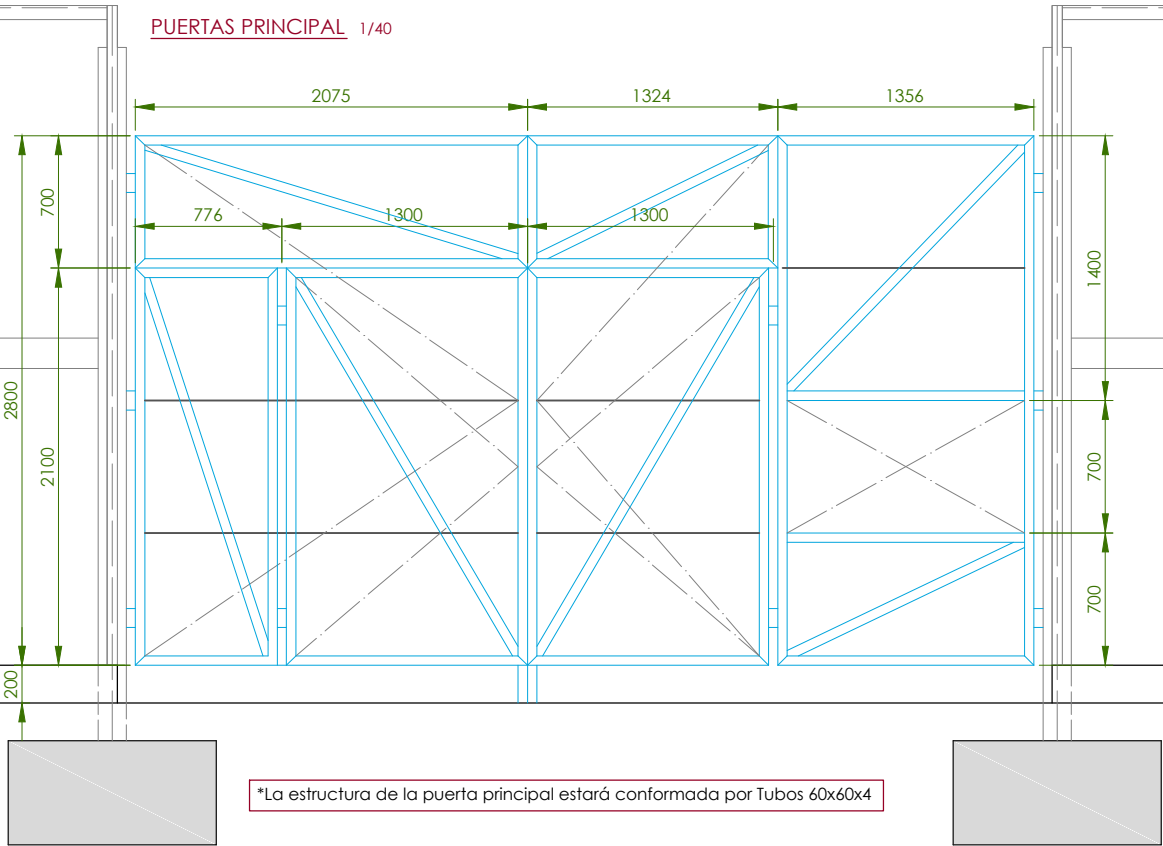 PUERTAS PRINCIPAL 1/40
2075 1324 1356
700
776 1300 1300
1400
2800
2100
700
700
200
*La estructura de la puerta principal estará conformada por Tubos 60x60x4